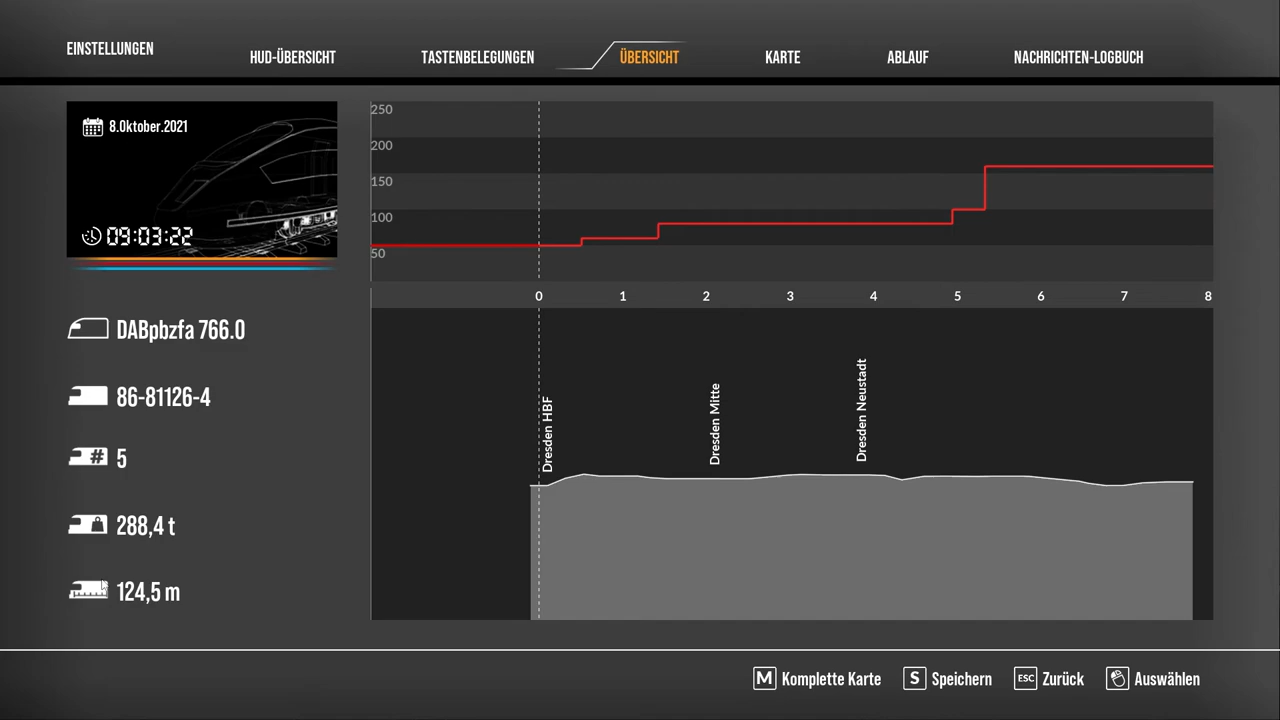 EINSTELLUNGEN
HUD-ÜBERSICHT
TASTENBELEGUNGEN
ÜBERSICHT
KARTE
ABLAUF
NACHRICHTEN-LOGBUCH
8.Oktober.2021
09:03:22
DABpbzfa 766.0
86-81126-4
# 5
288,4 t
124,5 m
250
200
150
100
50
0 1 2 3 4 5 6 7 8
Dresden HBF
Dresden Mitte
Dresden Neustadt
M Komplette Karte
S Speichern
ESC Zurück
Auswählen